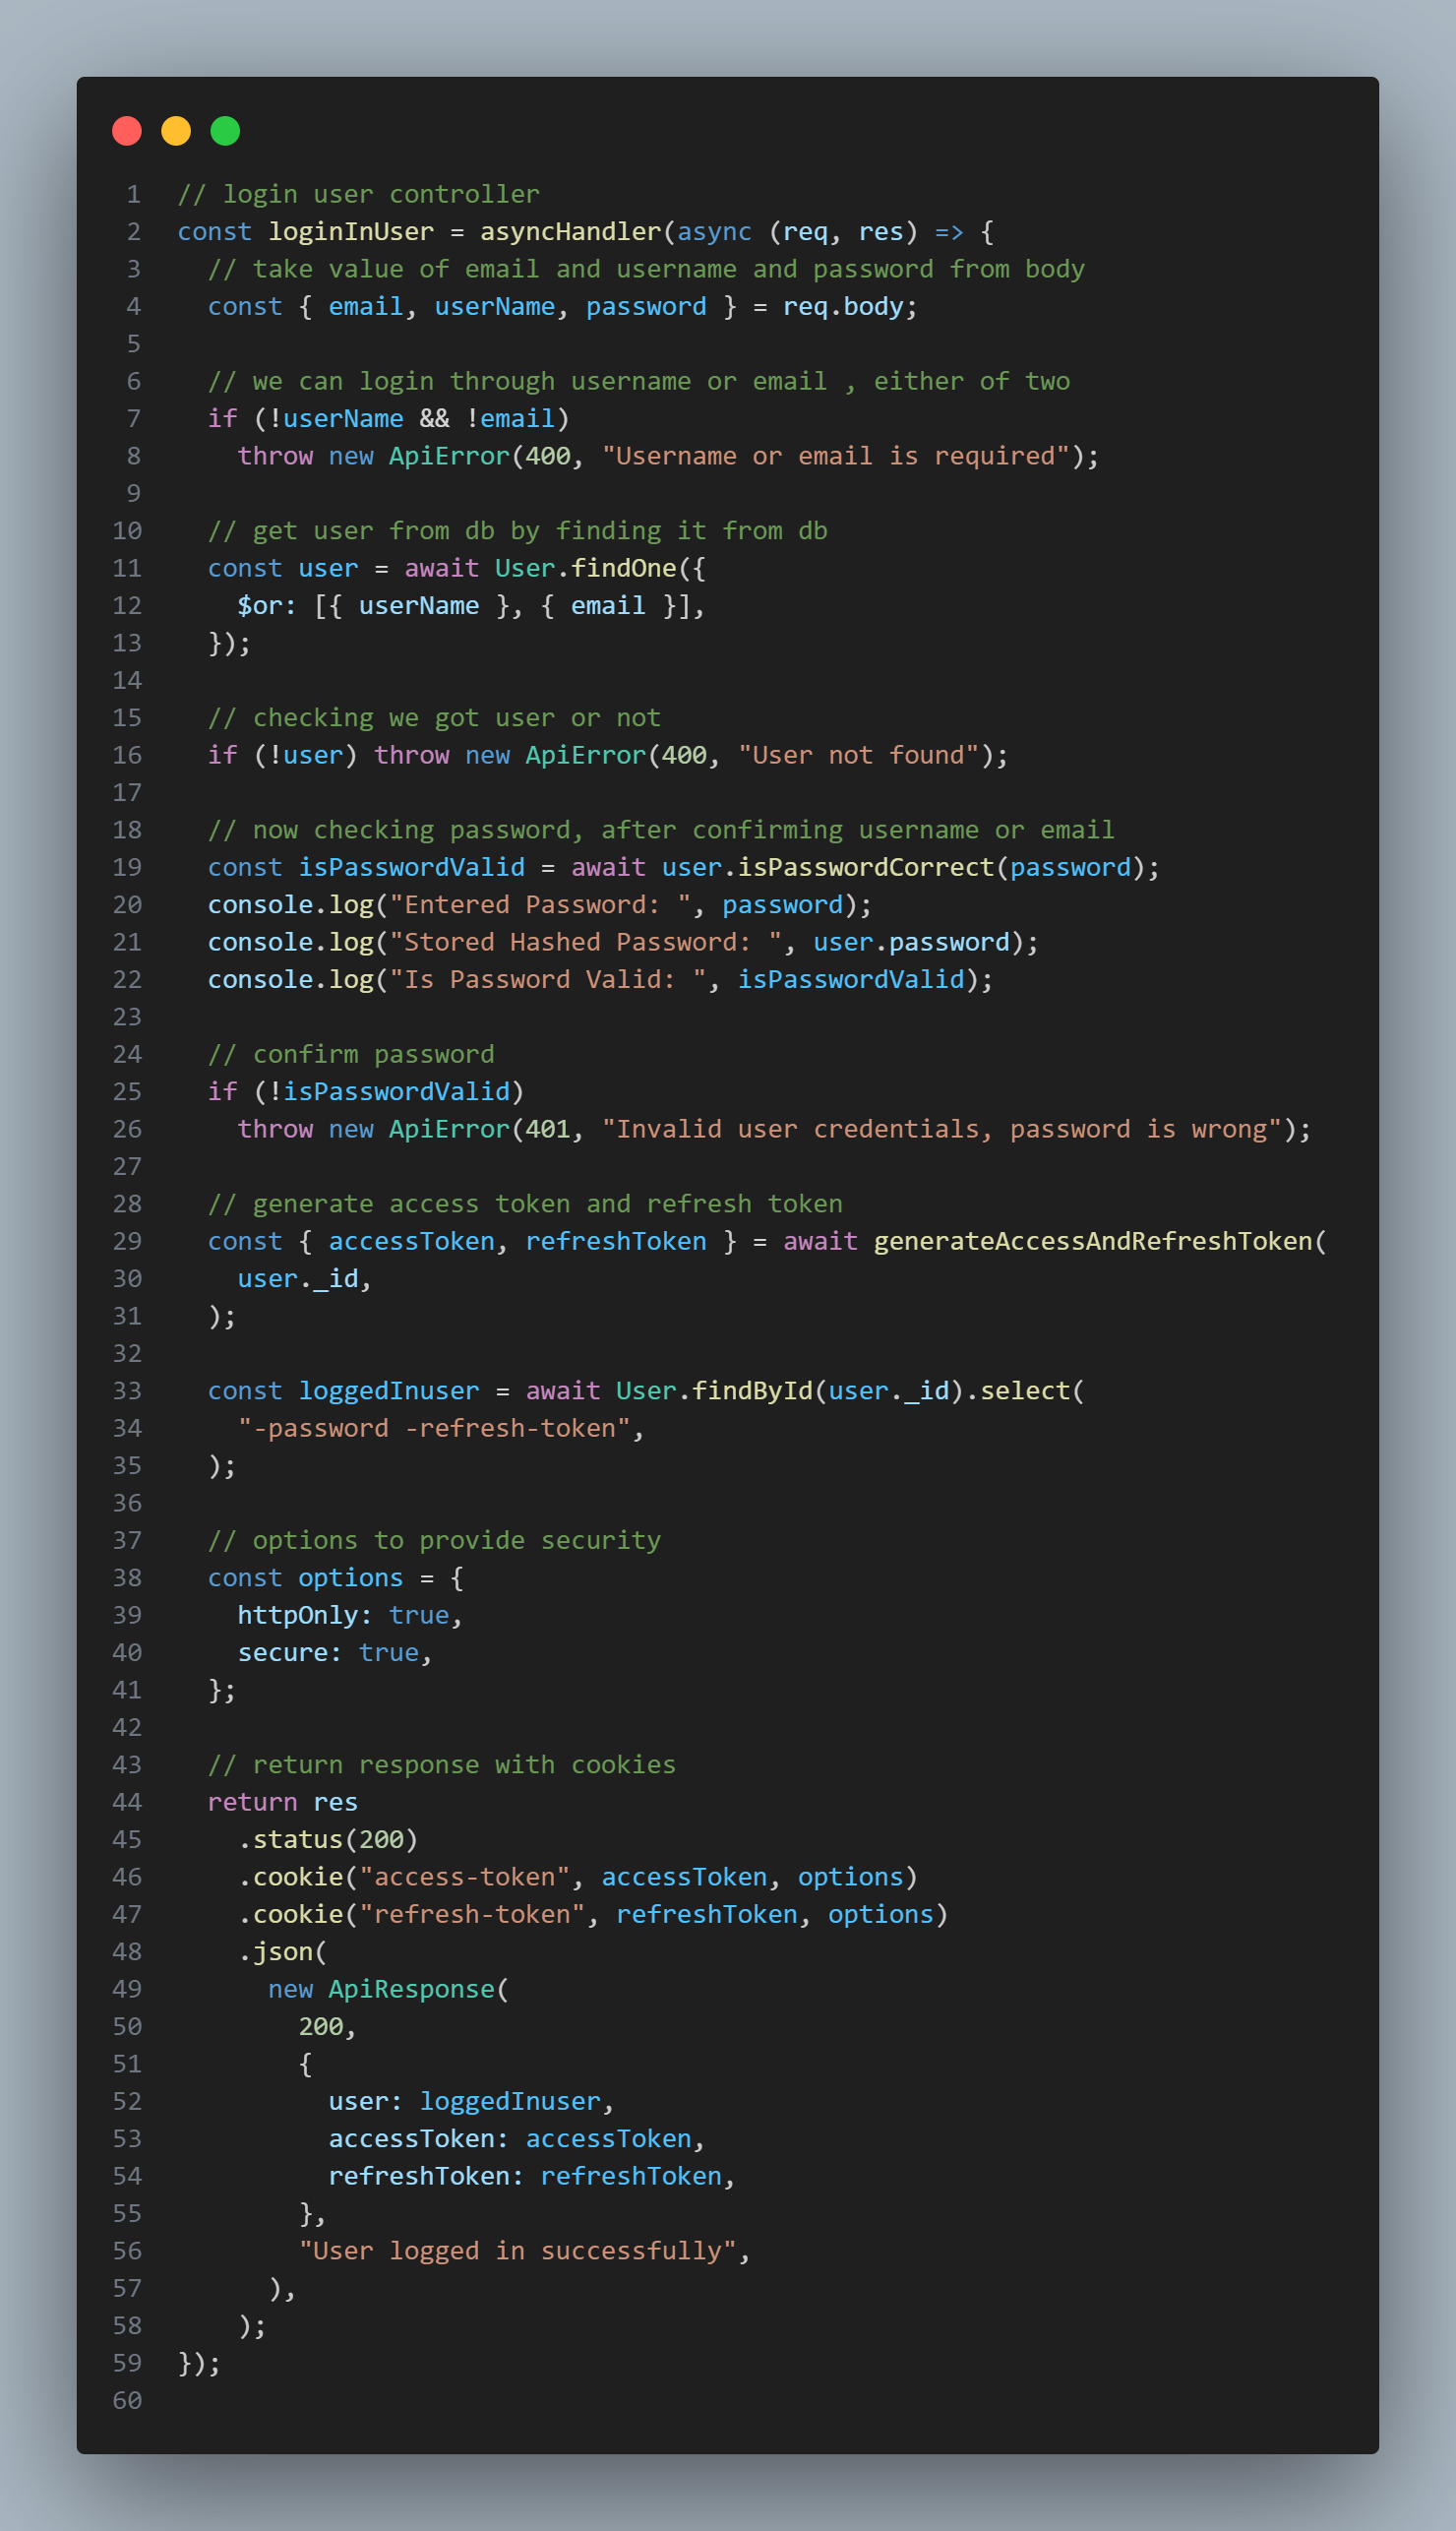 1 // login user controller
2 const loginInUser = asyncHandler(async (req, res) => {
3   // take value of email and username and password from body
4   const { email, userName, password } = req.body;
5
6   // we can login through username or email , either of two
7   if (!userName && !email)
8     throw new ApiError(400, "Username or email is required");
9
10   // get user from db by finding it from db
11   const user = await User.findOne({
12     $or: [{ userName }, { email }],
13   });
14
15   // checking we got user or not
16   if (!user) throw new ApiError(400, "User not found");
17
18   // now checking password, after confirming username or email
19   const isPasswordValid = await user.isPasswordCorrect(password);
20   console.log("Entered Password: ", password);
21   console.log("Stored Hashed Password: ", user.password);
22   console.log("Is Password Valid: ", isPasswordValid);
23
24   // confirm password
25   if (!isPasswordValid)
26     throw new ApiError(401, "Invalid user credentials, password is wrong");
27
28   // generate access token and refresh token
29   const { accessToken, refreshToken } = await generateAccessAndRefreshToken(
30     user._id,
31   );
32
33   const loggedInuser = await User.findById(user._id).select(
34     "-password -refresh-token",
35   );
36
37   // options to provide security
38   const options = {
39     httpOnly: true,
40     secure: true,
41   };
42
43   // return response with cookies
44   return res
45     .status(200)
46     .cookie("access-token", accessToken, options)
47     .cookie("refresh-token", refreshToken, options)
48     .json(
49       new ApiResponse(
50         200,
51         {
52           user: loggedInuser,
53           accessToken: accessToken,
54           refreshToken: refreshToken,
55         },
56         "User logged in successfully",
57       ),
58     );
59 });
60